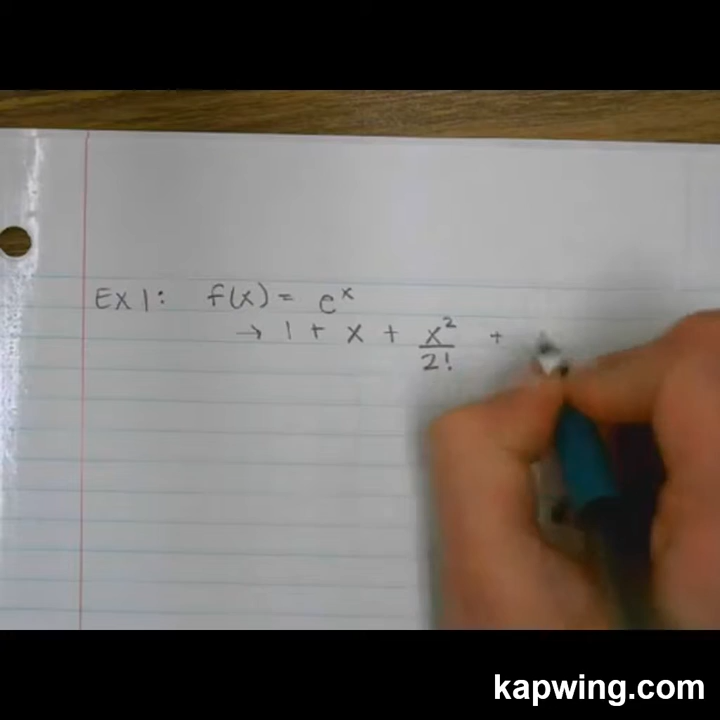 Ex 1: f(x) = e^x
→ 1 + x + x^2/2! +
kapwing.com